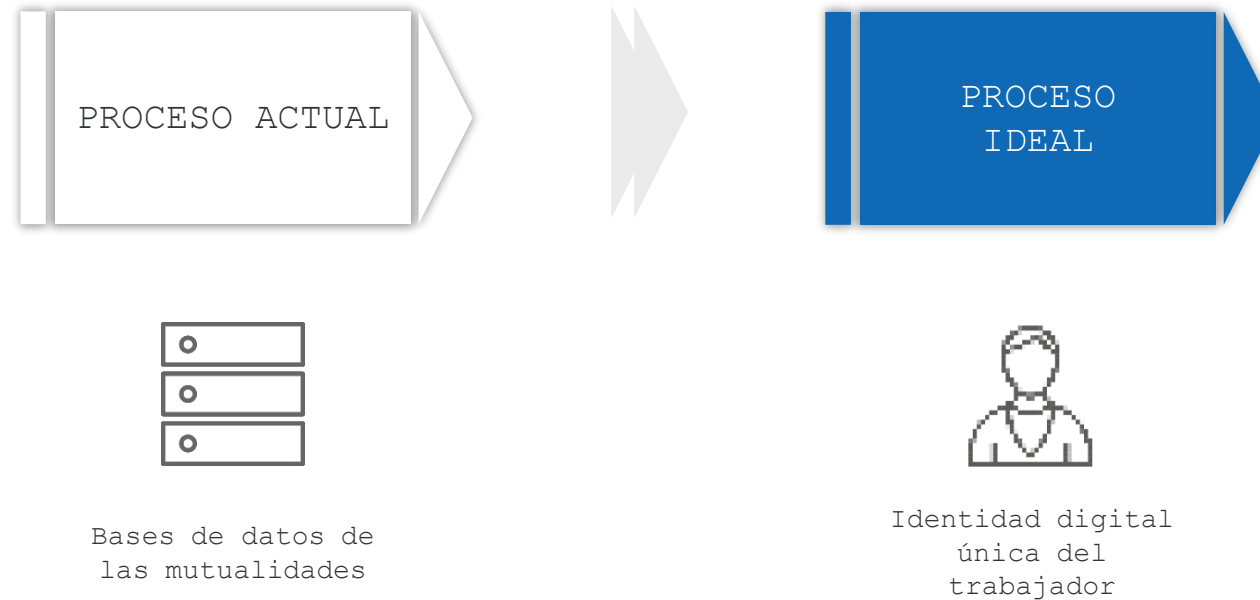 PROCESO ACTUAL
PROCESO
IDEAL
Bases de datos de
las mutualidades
Identidad digital
única del
trabajador